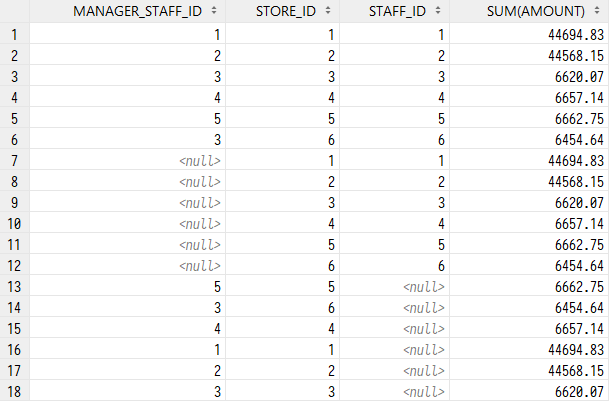 MANAGER_STAFF_ID STORE_ID STAFF_ID SUM(AMOUNT)
1 1 1 1 44694.83
2 2 2 2 44568.15
3 3 3 3 6620.07
4 4 4 4 6657.14
5 5 5 5 6662.75
6 3 6 6 6454.64
7 <null> 1 1 44694.83
8 <null> 2 2 44568.15
9 <null> 3 3 6620.07
10 <null> 4 4 6657.14
11 <null> 5 5 6662.75
12 <null> 6 6 6454.64
13 5 5 <null> 6662.75
14 3 6 <null> 6454.64
15 4 4 <null> 6657.14
16 1 1 <null> 44694.83
17 2 2 <null> 44568.15
18 3 3 <null> 6620.07